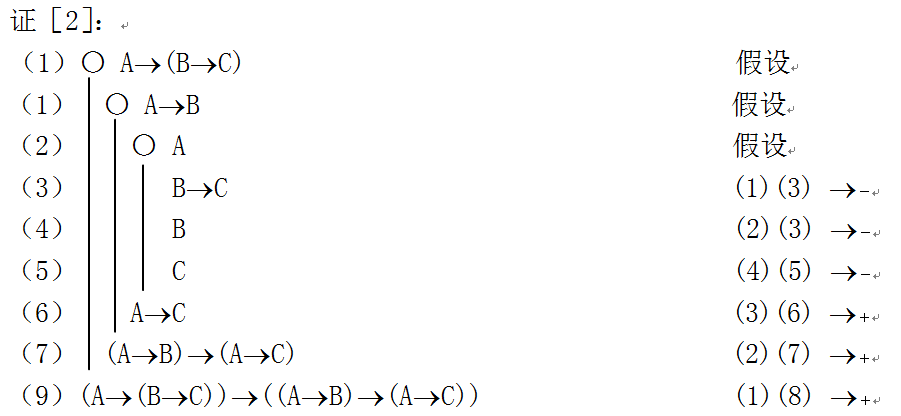 证［2］：
（1）○ A→(B→C) 假设
（1） ○ A→B 假设
（2） ○ A 假设
（3） B→C (1)(3) →−
（4） B (2)(3) →−
（5） C (4)(5) →−
（6） A→C (3)(6) →+
（7） (A→B)→(A→C) (2)(7) →+
（9）(A→(B→C))→((A→B)→(A→C)) (1)(8) →+